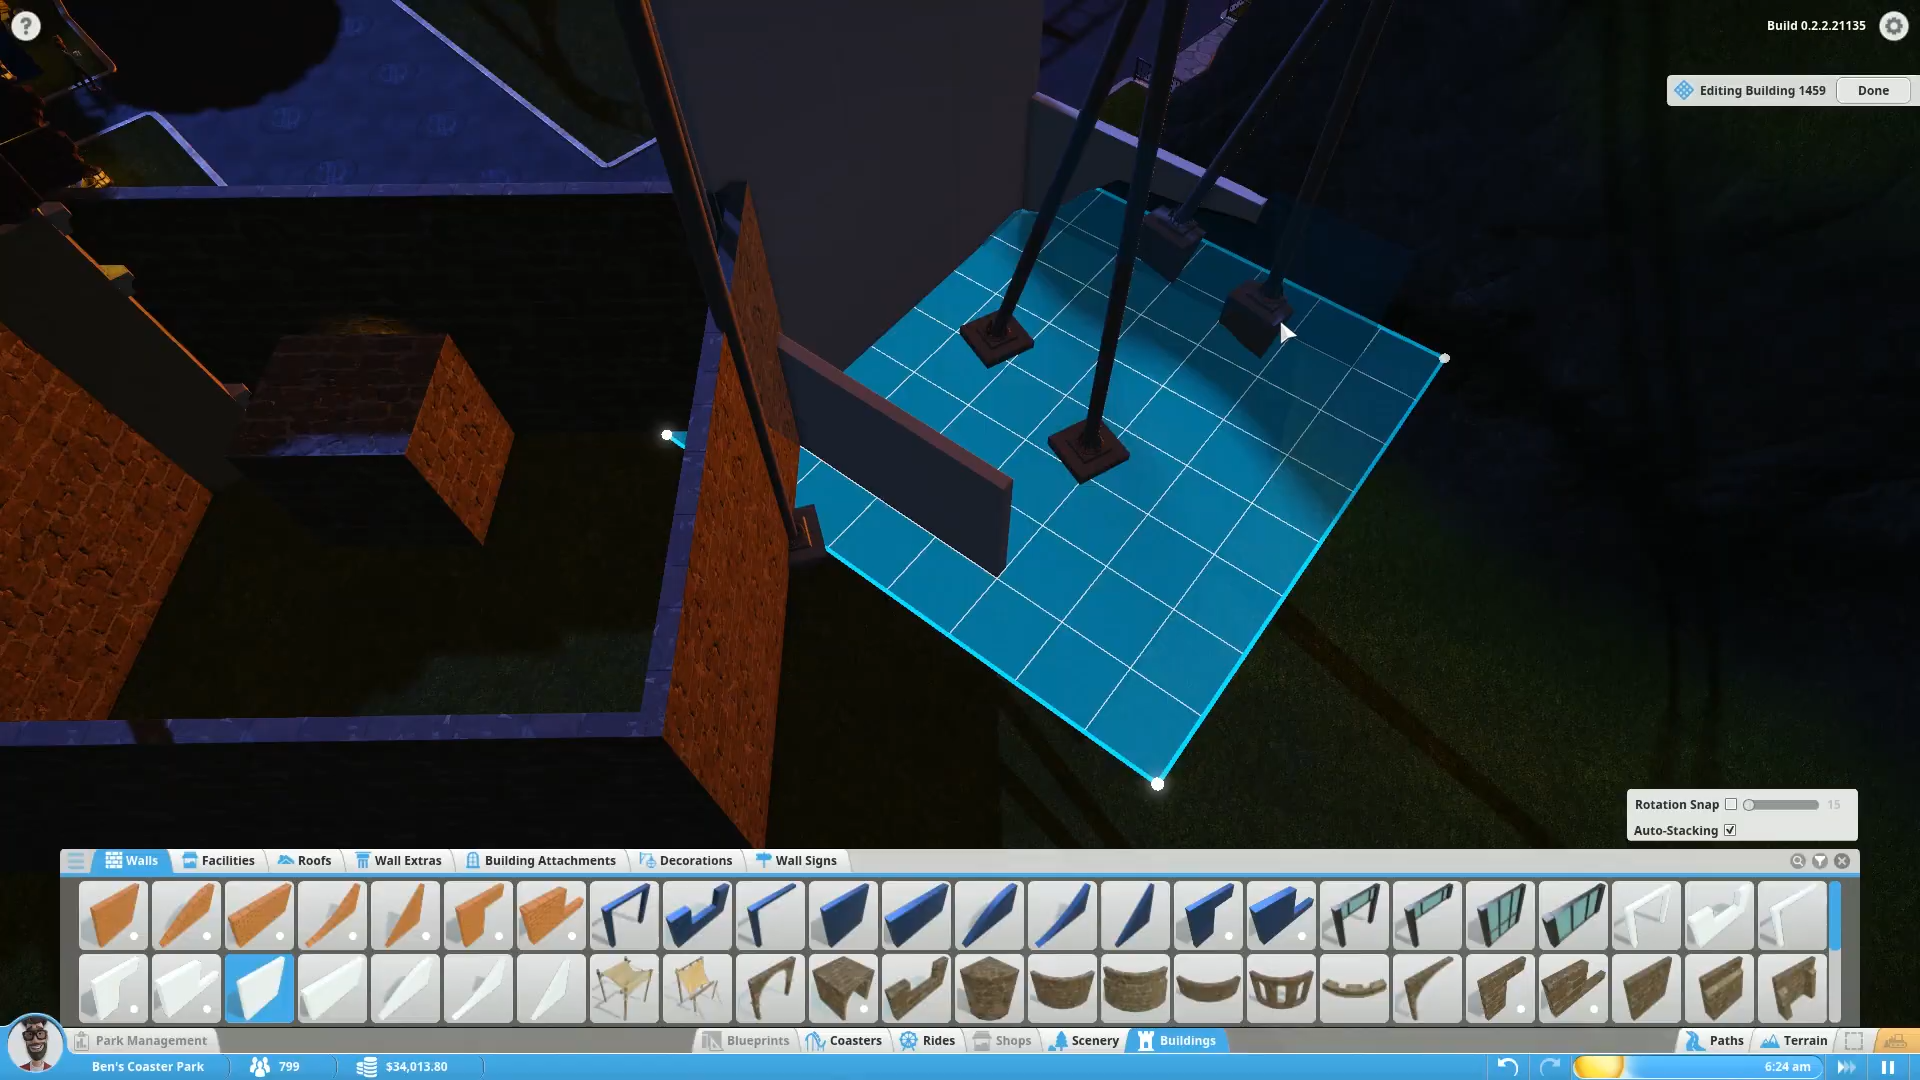 ?
Build 0.2.2.21135
Editing Building 1459
Done
Rotation Snap 15
Auto-Stacking
Walls
Facilities
Roofs
Wall Extras
Building Attachments
Decorations
Wall Signs
Park Management
Blueprints
Coasters
Rides
Shops
Scenery
Buildings
Paths
Terrain
Ben's Coaster Park
799
$34,013.80
6:24 am